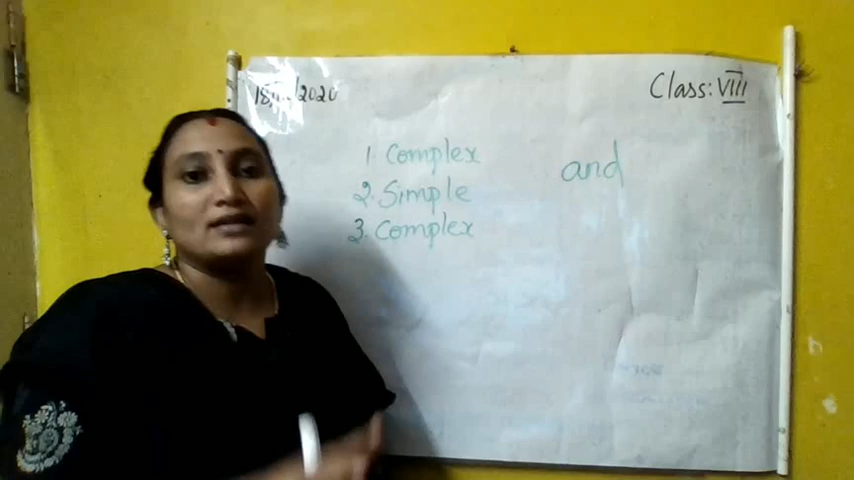 Class: VIII
1. Complex and
2. Simple
3. Complex